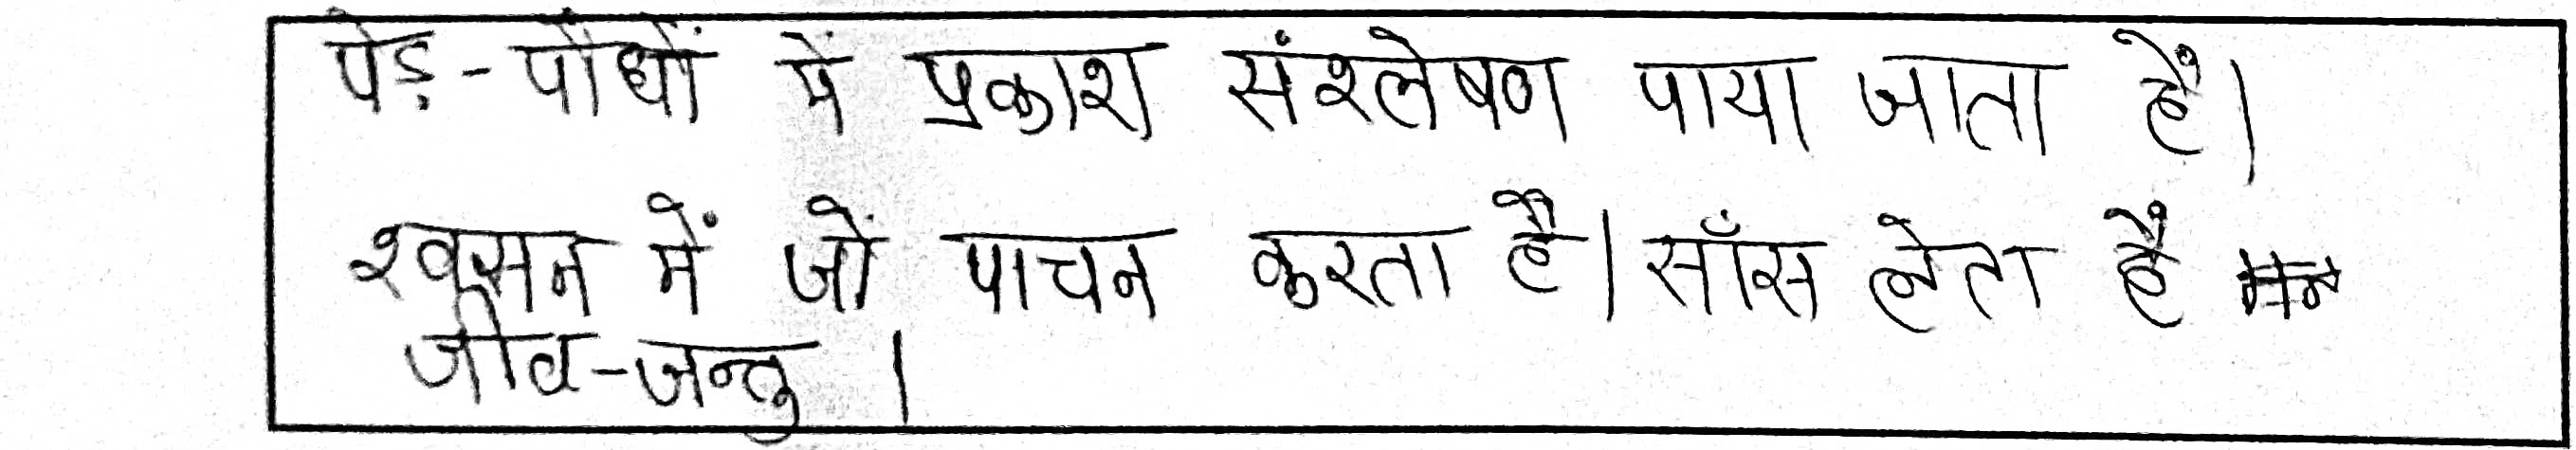 पेड़-पौंधों में प्रकाश संश्लेषण पाया जाता हैं।
श्वसन में जों पाचन करता है। साँस लेता है
जीव-जन्तु ।